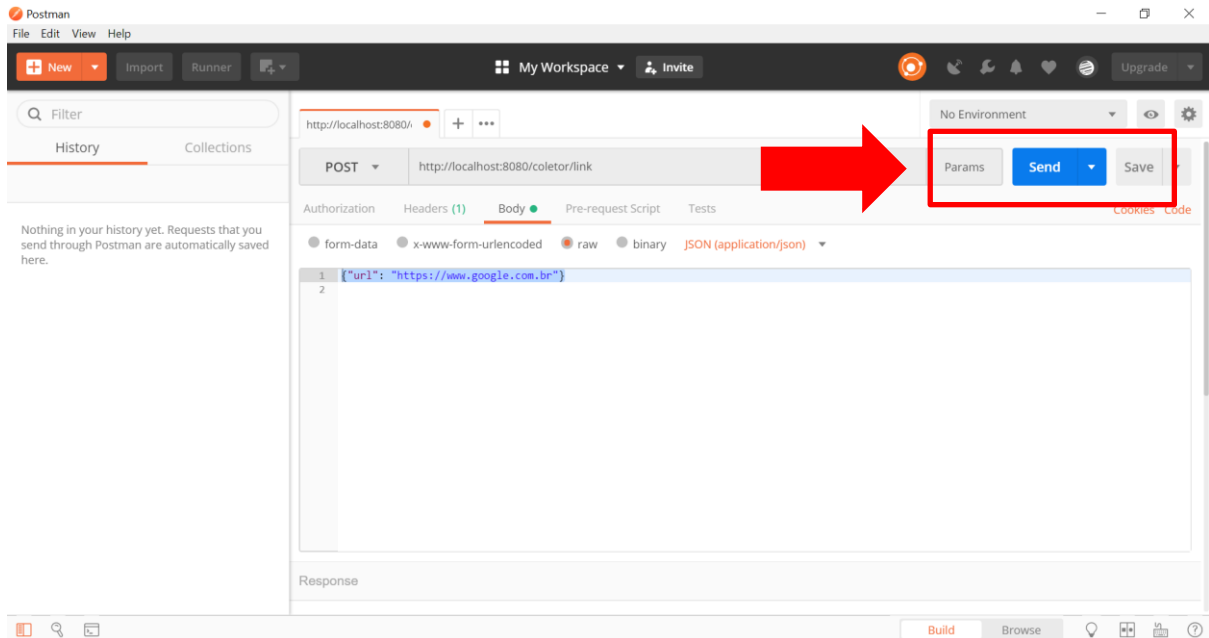 Postman
File Edit View Help
New Import Runner My Workspace Invite Upgrade
Filter
History Collections
Nothing in your history yet. Requests that you
send through Postman are automatically saved
here.
http://localhost:8080/
No Environment
POST http://localhost:8080/coletor/link Params Send Save
Authorization Headers (1) Body Pre-request Script Tests Cookies Code
form-data x-www-form-urlencoded raw binary JSON (application/json)
1 {"url": "https://www.google.com.br"}
2
Response
Build Browse